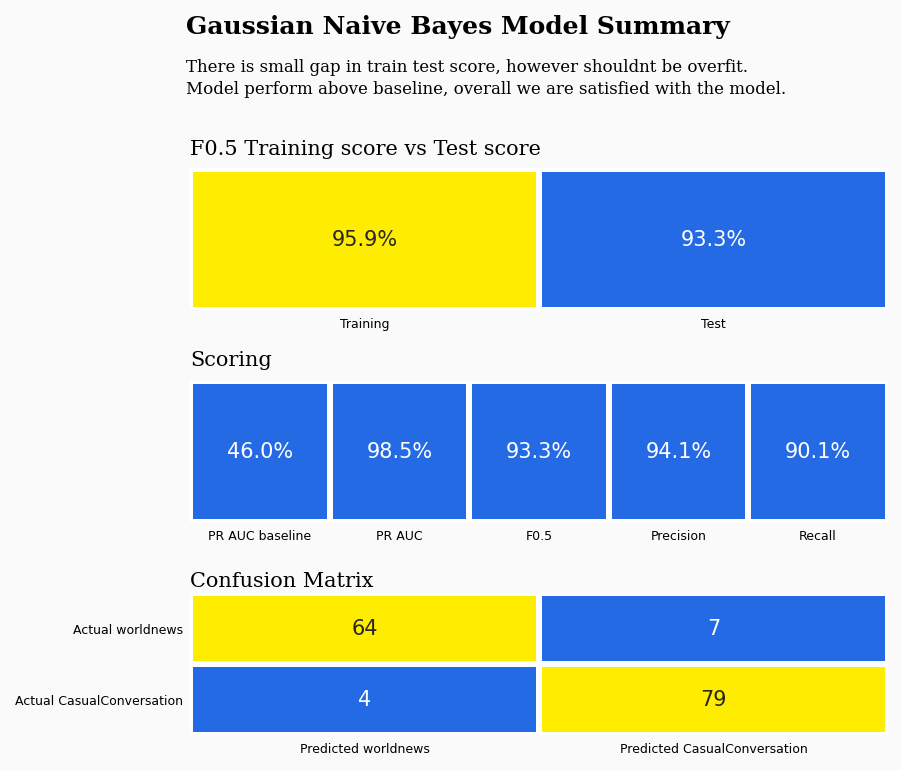 Gaussian Naive Bayes Model Summary
There is small gap in train test score, however shouldnt be overfit.
Model perform above baseline, overall we are satisfied with the model.
F0.5 Training score vs Test score
95.9% 93.3%
Training Test
Scoring
46.0% 98.5% 93.3% 94.1% 90.1%
PR AUC baseline PR AUC F0.5 Precision Recall
Confusion Matrix
Actual worldnews 64 7
Actual CasualConversation 4 79
Predicted worldnews Predicted CasualConversation